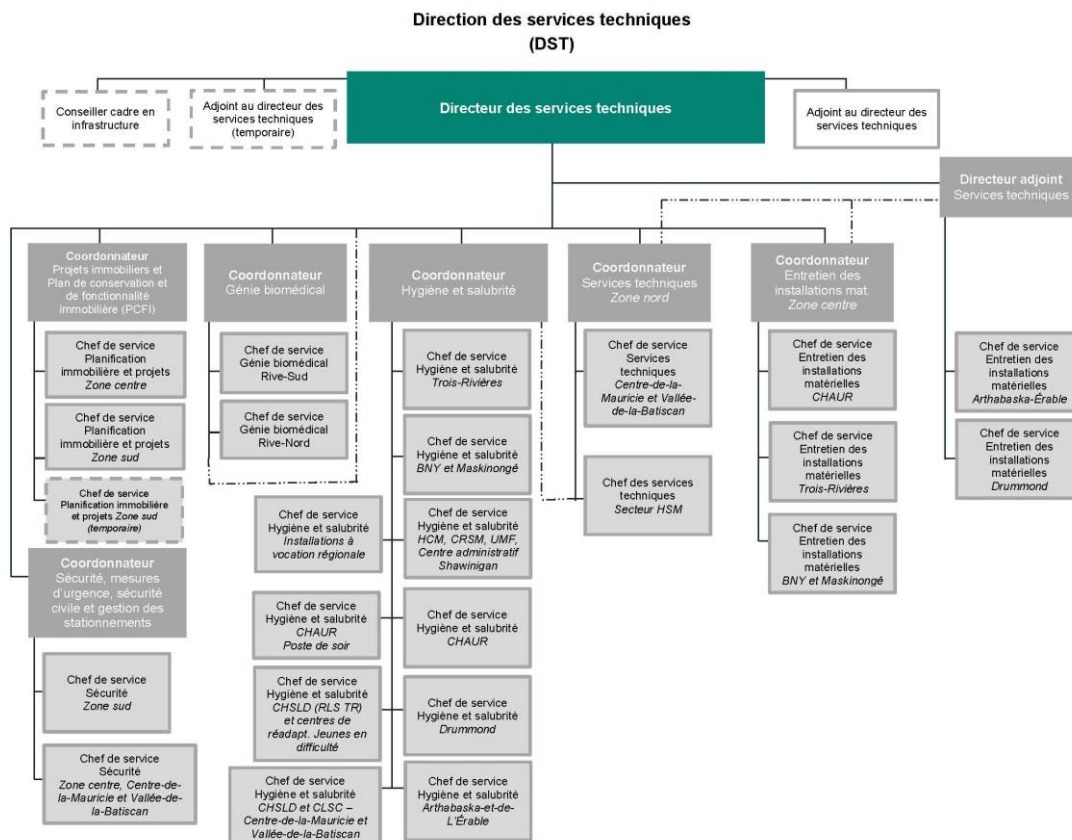 Direction des services techniques
(DST)
Conseiller cadre en
infrastructure
Adjoint au directeur des
services techniques
(temporaire)
Directeur des services techniques
Adjoint au directeur des
services techniques
Directeur adjoint
Services techniques
Coordonnateur
Projets immobiliers et
Plan de conservation et
de fonctionnalité
immobilière (PCFI)
Chef de service
Planification
immobilière et projets
Zone centre
Chef de service
Planification
immobilière et projets
Zone sud
Chef de service
Planification immobilière
et projets Zone sud
(temporaire)
Coordonnateur
Sécurité, mesures
d'urgence, sécurité
civile et gestion des
stationnements
Chef de service
Sécurité
Zone sud
Chef de service
Sécurité
Zone centre, Centre-de-
la-Mauricie et Vallée-de-
la-Batiscan
Coordonnateur
Génie biomédical
Chef de service
Génie biomédical
Rive-Sud
Chef de service
Génie biomédical
Rive-Nord
Coordonnateur
Hygiène et salubrité
Chef de service
Hygiène et salubrité
Trois-Rivières
Chef de service
Hygiène et salubrité
BNY et Maskinongé
Chef de service
Hygiène et salubrité
Installations à
vocation régionale
Chef de service
Hygiène et salubrité
HCM, CRSM, UMF,
Centre administratif
Shawinigan
Chef de service
Hygiène et salubrité
CHAUR
Poste de soir
Chef de service
Hygiène et salubrité
CHAUR
Chef de service
Hygiène et salubrité
CHSLD (RLS TR)
et centres de
réadapt. Jeunes en
difficulté
Chef de service
Hygiène et salubrité
Drummond
Chef de service
Hygiène et salubrité
CHSLD et CLSC –
Centre-de-la-Mauricie et
Vallée-de-la-Batiscan
Chef de service
Hygiène et salubrité
Arthabaska-et-de-
L'Érable
Coordonnateur
Services techniques
Zone nord
Chef de service
Services
techniques
Centre-de-la-
Mauricie et Vallée-
de-la-Batiscan
Chef des services
techniques
Secteur HSM
Coordonnateur
Entretien des
installations mat.
Zone centre
Chef de service
Entretien des
installations
matérielles
CHAUR
Chef de service
Entretien des
installations
matérielles
Trois-Rivières
Chef de service
Entretien des
installations
matérielles
BNY et Maskinongé
Chef de service
Entretien des
installations
matérielles
Arthabaska-Érable
Chef de service
Entretien des
installations
matérielles
Drummond